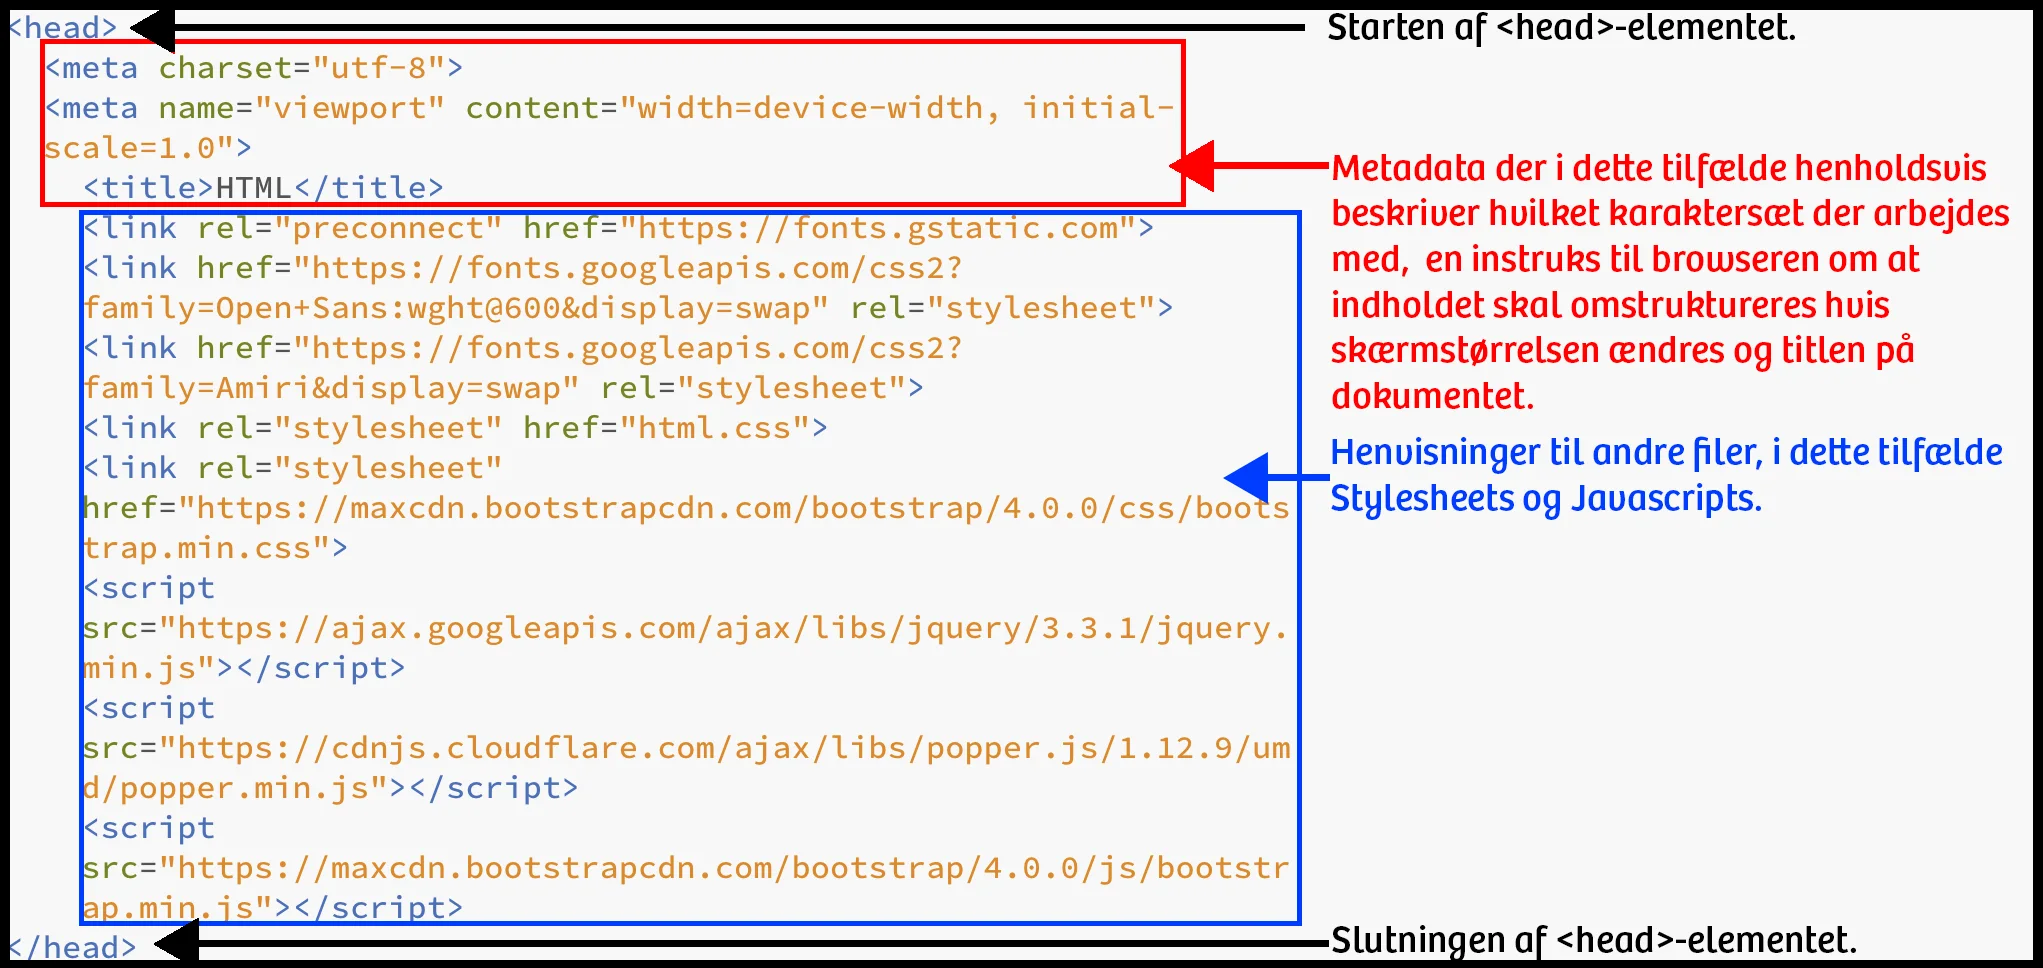 <head>
Starten af <head>-elementet.
<meta charset="utf-8">
<meta name="viewport" content="width=device-width, initial-
scale=1.0">
<title>HTML</title>
Metadata der i dette tilfælde henholdsvis
beskriver hvilket karaktersæt der arbejdes
med, en instruks til browseren om at
indholdet skal omstruktureres hvis
skærmstørrelsen ændres og titlen på
dokumentet.
<link rel="preconnect" href="https://fonts.gstatic.com">
<link href="https://fonts.googleapis.com/css2?
family=Open+Sans:wght@600&display=swap" rel="stylesheet">
<link href="https://fonts.googleapis.com/css2?
family=Amiri&display=swap" rel="stylesheet">
<link rel="stylesheet" href="html.css">
<link rel="stylesheet"
href="https://maxcdn.bootstrapcdn.com/bootstrap/4.0.0/css/boots
trap.min.css">
<script
src="https://ajax.googleapis.com/ajax/libs/jquery/3.3.1/jquery.
min.js"></script>
<script
src="https://cdnjs.cloudflare.com/ajax/libs/popper.js/1.12.9/um
d/popper.min.js"></script>
<script
src="https://maxcdn.bootstrapcdn.com/bootstrap/4.0.0/js/bootstr
ap.min.js"></script>
Henvisninger til andre filer, i dette tilfælde
Stylesheets og Javascripts.
</head>
Slutningen af <head>-elementet.